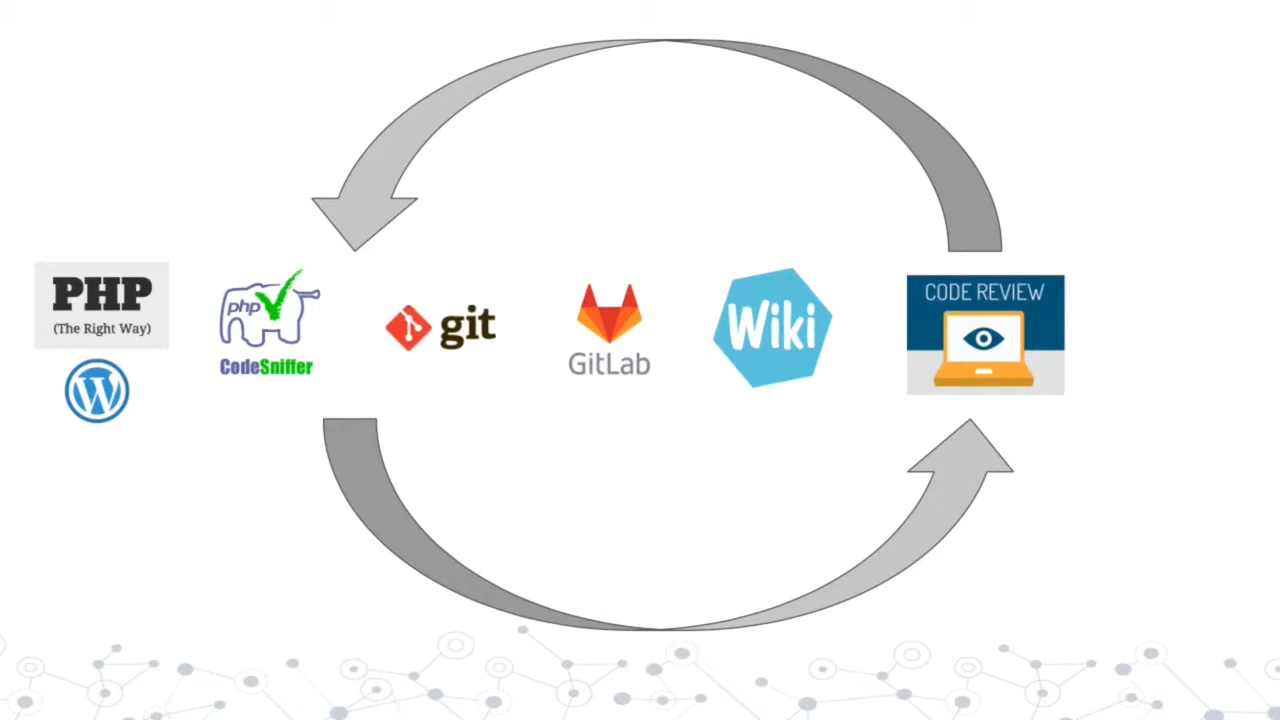 PHP
(The Right Way)
W
php
CodeSniffer
git
GitLab
Wiki
CODE REVIEW